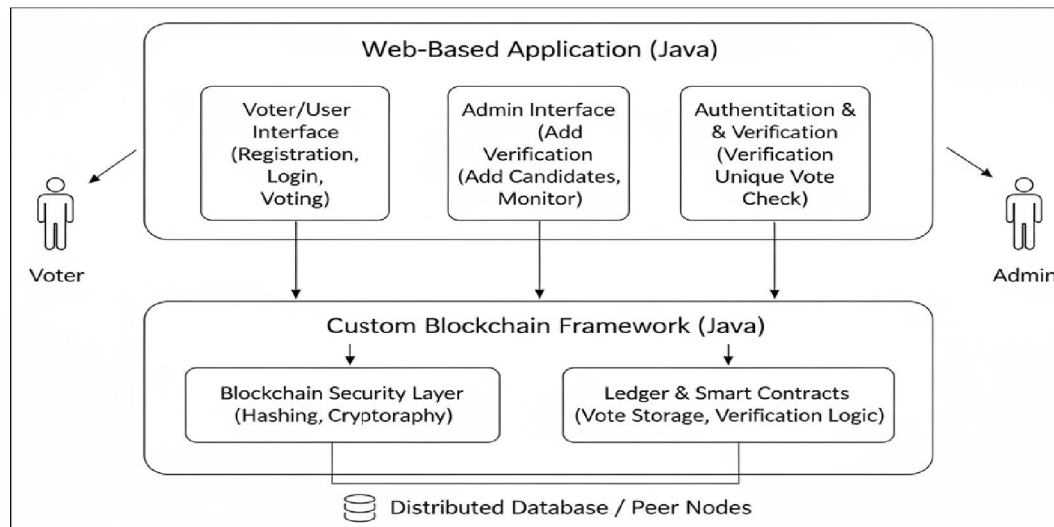 Web-Based Application (Java)
Voter/User
Interface
(Registration,
Login,
Voting)
Admin Interface
(Add
Verification
(Add Candidates,
Monitor)
Authentitation &
& Verification
(Verification
Unique Vote
Check)
Voter
Admin
Custom Blockchain Framework (Java)
Blockchain Security Layer
(Hashing, Cryptoraphy)
Ledger & Smart Contracts
(Vote Storage, Verification Logic)
Distributed Database / Peer Nodes